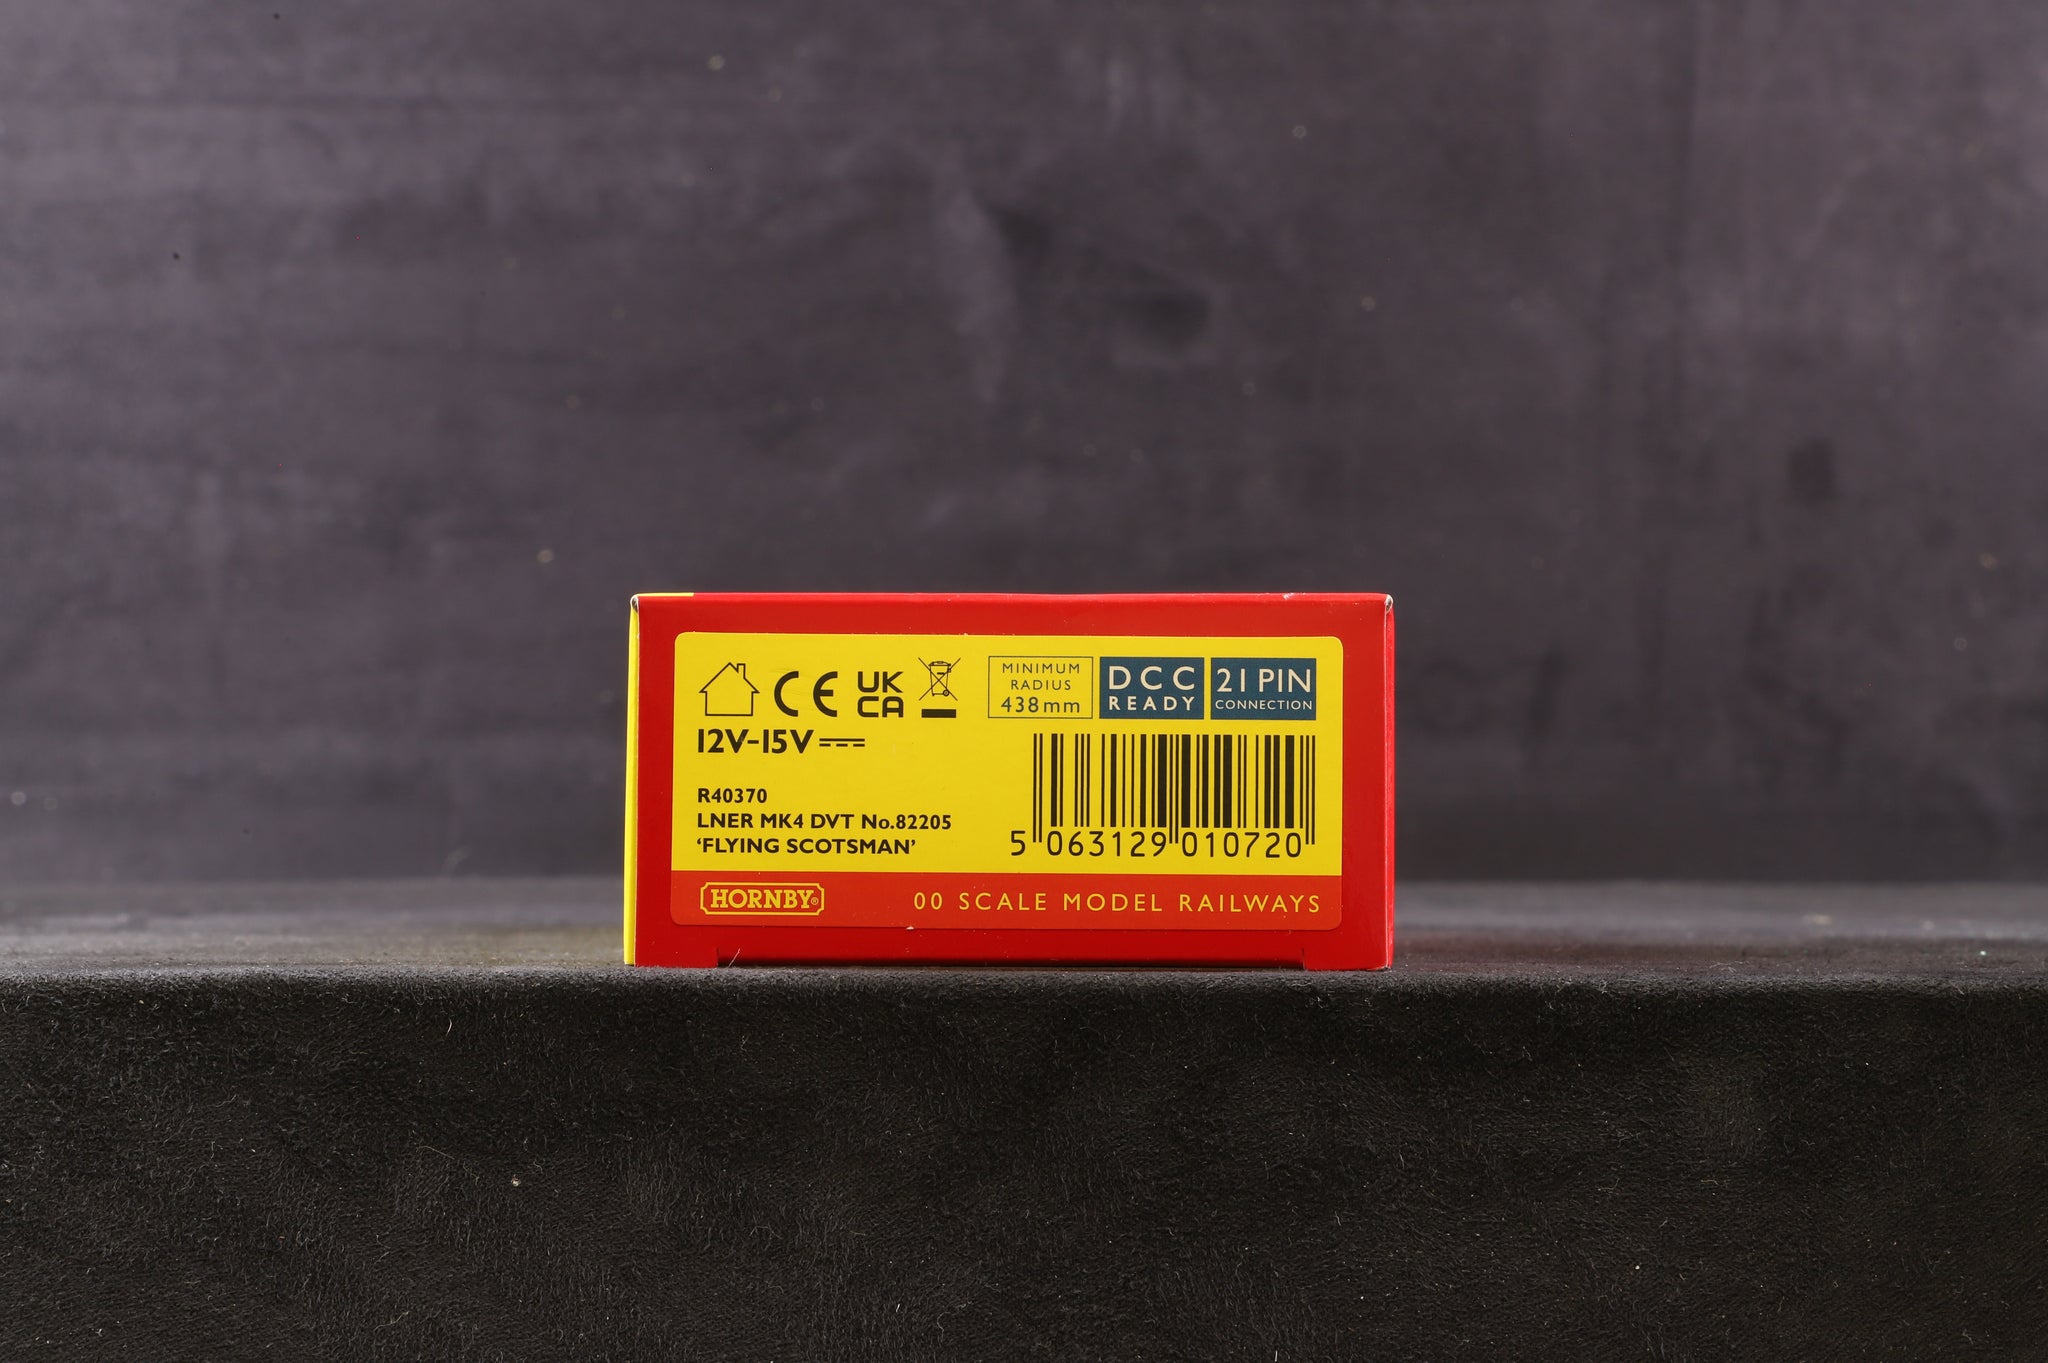 CE UK CA
MINIMUM RADIUS 438mm
DCC READY
21 PIN CONNECTION
12V-15V
R40370
LNER MK4 DVT No.82205
‘FLYING SCOTSMAN’
5 063129 010720
HORNBY® 00 SCALE MODEL RAILWAYS